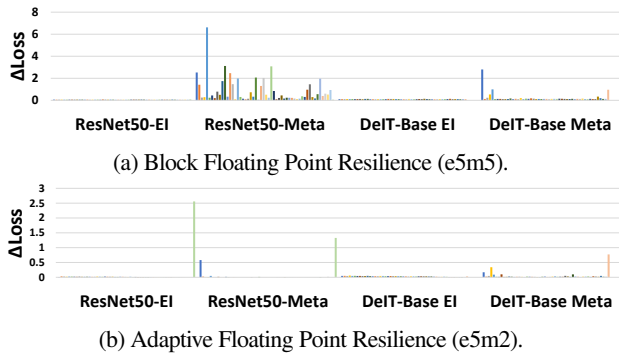 8
6
ΔLoss
4
2
0
ResNet50-EI ResNet50-Meta DeIT-Base EI DeIT-Base Meta
(a) Block Floating Point Resilience (e5m5).
3
2.5
2
ΔLoss
1.5
1
0.5
0
ResNet50-EI ResNet50-Meta DeIT-Base EI DeIT-Base Meta
(b) Adaptive Floating Point Resilience (e5m2).